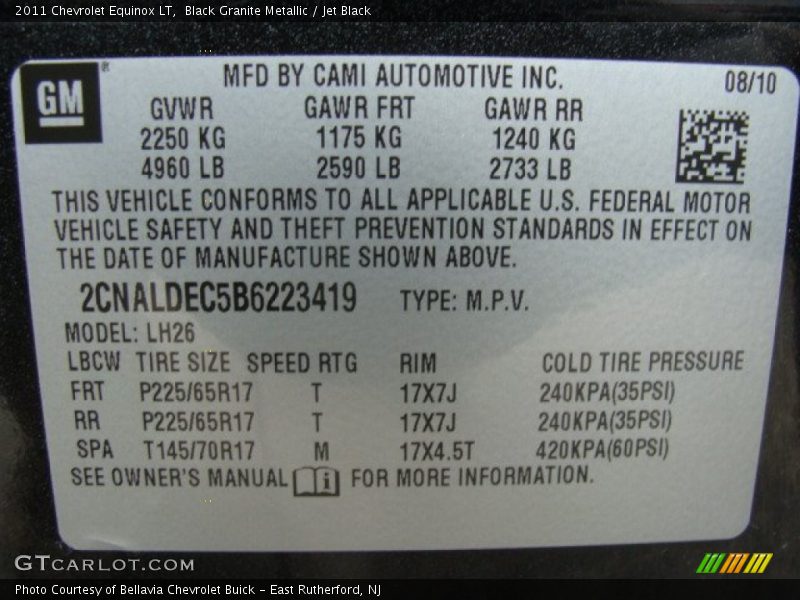 2011 Chevrolet Equinox LT,  Black Granite Metallic / Jet Black
GM ®
MFD BY CAMI AUTOMOTIVE INC. 08/10
GVWR GAWR FRT GAWR RR
2250 KG 1175 KG 1240 KG
4960 LB 2590 LB 2733 LB
THIS VEHICLE CONFORMS TO ALL APPLICABLE U.S. FEDERAL MOTOR
VEHICLE SAFETY AND THEFT PREVENTION STANDARDS IN EFFECT ON
THE DATE OF MANUFACTURE SHOWN ABOVE.
2CNALDEC5B6223419 TYPE: M.P.V.
MODEL: LH26
LBCW TIRE SIZE SPEED RTG RIM COLD TIRE PRESSURE
FRT P225/65R17 T 17X7J 240KPA(35PSI)
RR P225/65R17 T 17X7J 240KPA(35PSI)
SPA T145/70R17 M 17X4.5T 420KPA(60PSI)
SEE OWNER'S MANUAL i FOR MORE INFORMATION.
GTCARLOT.COM
Photo Courtesy of Bellavia Chevrolet Buick – East Rutherford, NJ